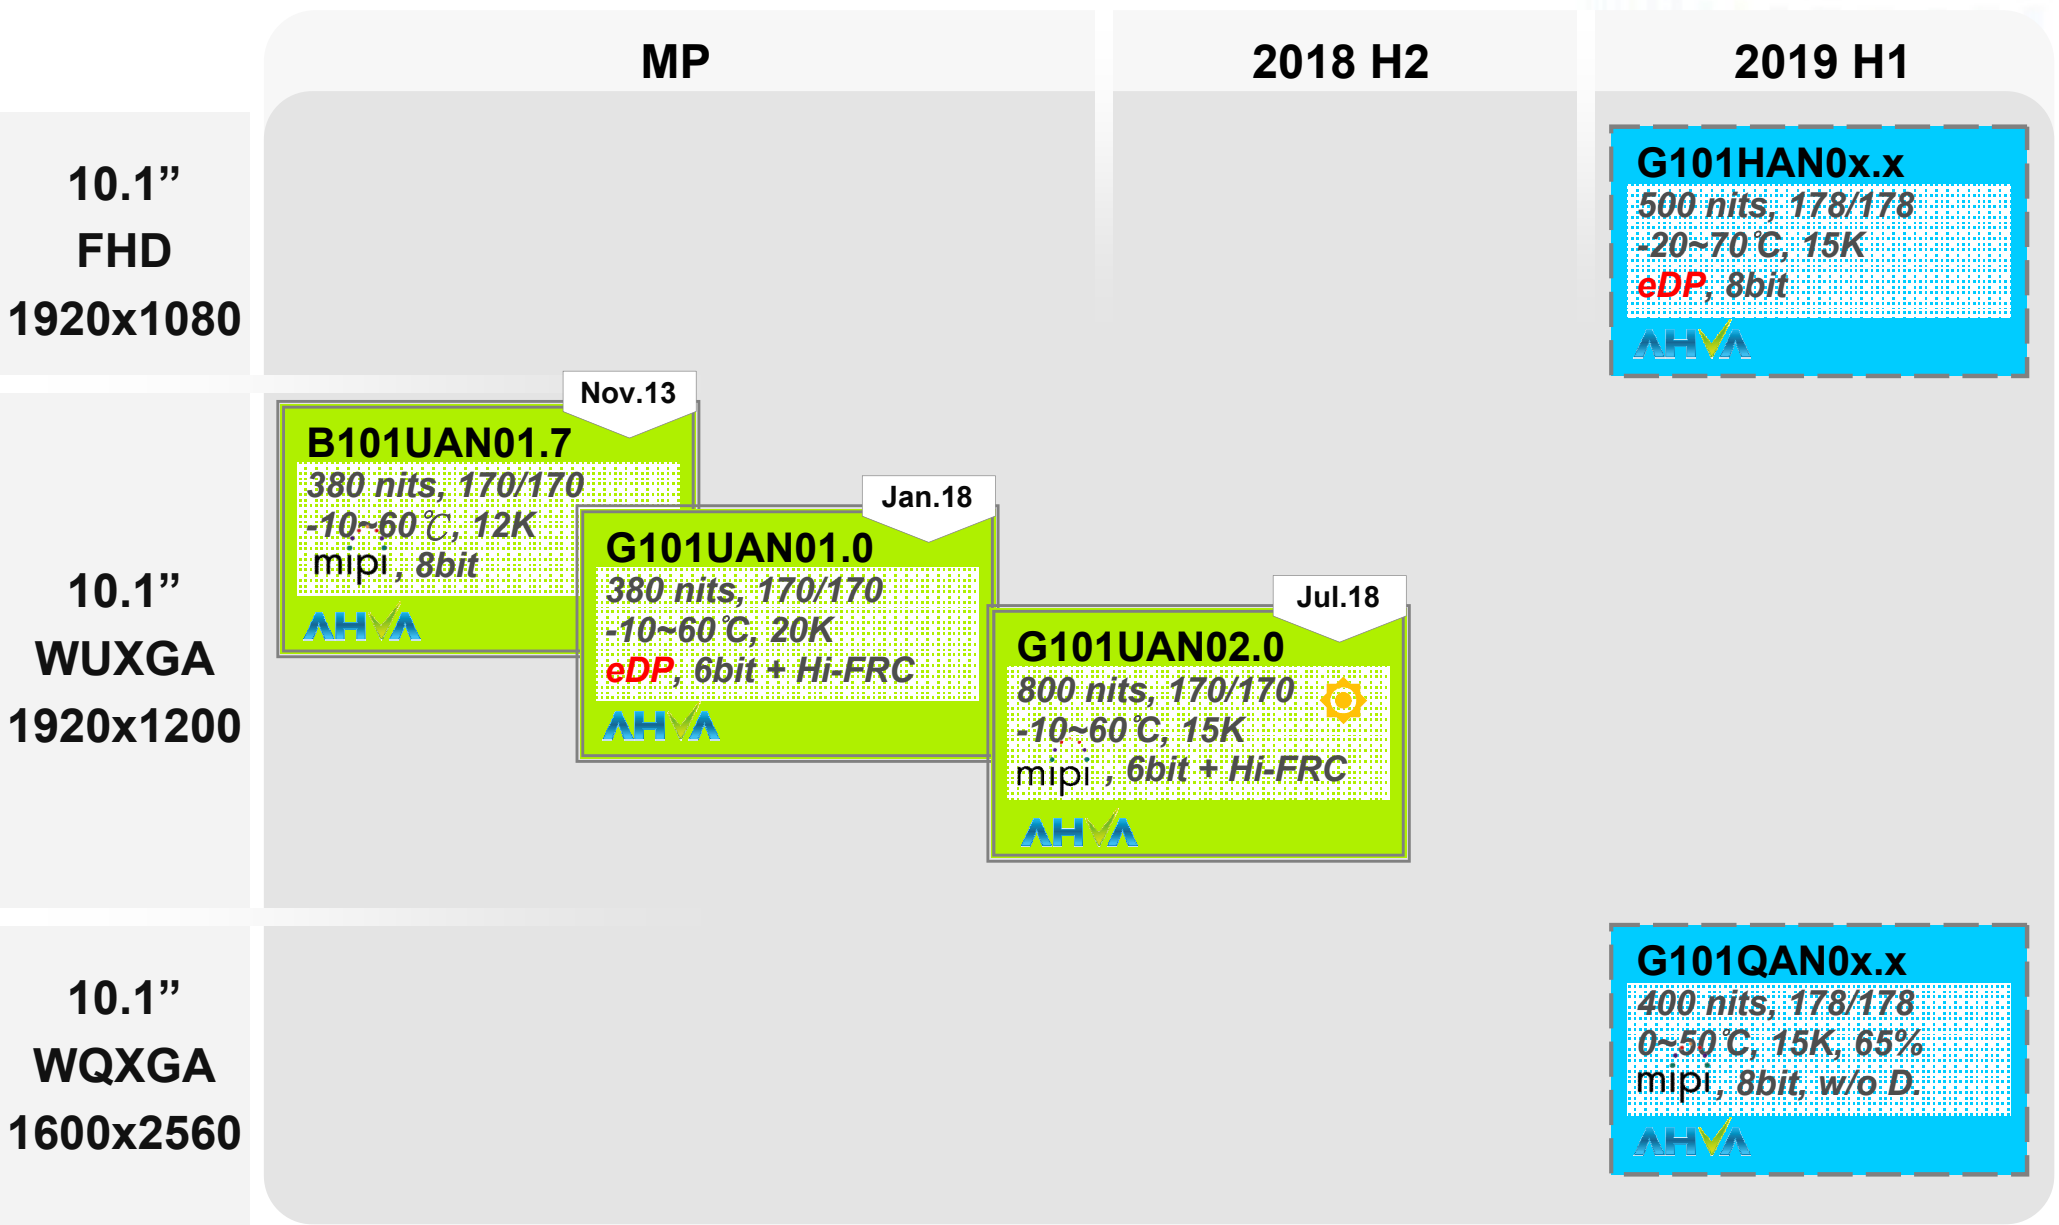 MP
2018 H2
2019 H1
10.1”
FHD
1920x1080
G101HAN0x.x
500 nits, 178/178
-20~70℃, 15K
eDP, 8bit
AHVA
10.1”
WUXGA
1920x1200
Nov.13
B101UAN01.7
380 nits, 170/170
-10~60℃, 12K
mipi, 8bit
AHVA
Jan.18
G101UAN01.0
380 nits, 170/170
-10~60℃, 20K
eDP, 6bit + Hi-FRC
AHVA
Jul.18
G101UAN02.0
800 nits, 170/170
-10~60℃, 15K
mipi, 6bit + Hi-FRC
AHVA
10.1”
WQXGA
1600x2560
G101QAN0x.x
400 nits, 178/178
0~50℃, 15K, 65%
mipi, 8bit, w/o D.
AHVA